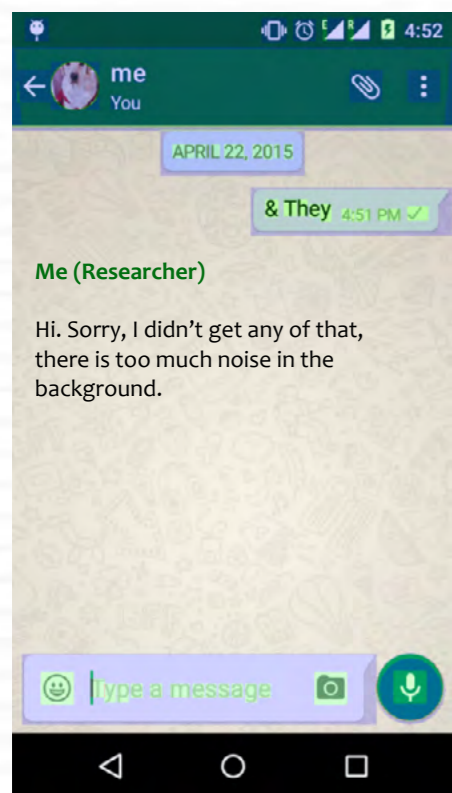 E R 4:52
me
You
APRIL 22, 2015
& They 4:51 PM
Me (Researcher)
Hi. Sorry, I didn't get any of that,
there is too much noise in the
background.
Type a message